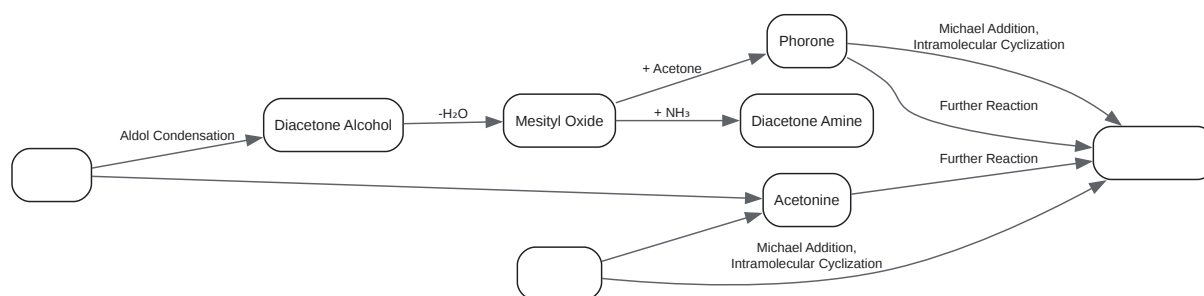 Phorone
Michael Addition,
Intramolecular Cyclization
+ Acetone
Further Reaction
Diacetone Alcohol
-H₂O
Mesityl Oxide
+ NH₃
Diacetone Amine
Aldol Condensation
Further Reaction
Acetonine
Michael Addition,
Intramolecular Cyclization